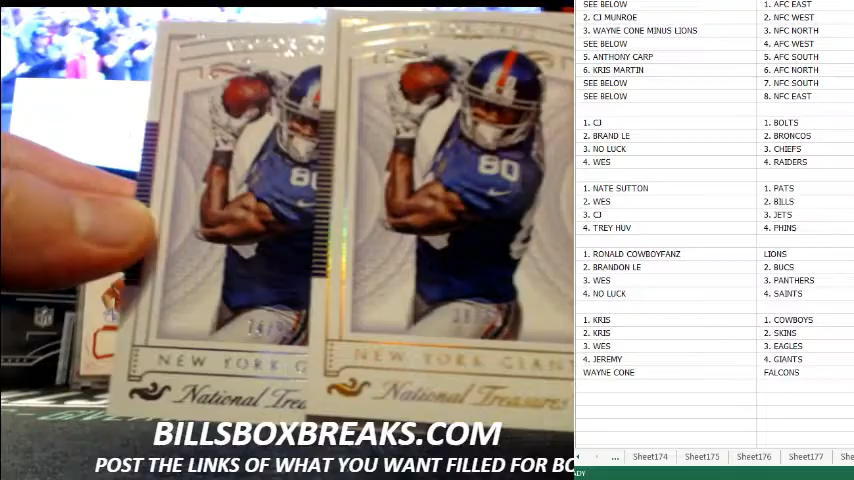 SEE BELOW 1. AFC EAST
2. CJ MUNROE 2. NFC WEST
3. WAYNE CONE MINUS LIONS 3. NFC NORTH
SEE BELOW 4. AFC WEST
5. ANTHONY CARP 5. AFC SOUTH
6. KRIS MARTIN 6. AFC NORTH
SEE BELOW 7. NFC SOUTH
SEE BELOW 8. NFC EAST
1. CJ 1. BOLTS
2. BRAND LE 2. BRONCOS
3. NO LUCK 3. CHIEFS
4. WES 4. RAIDERS
1. NATE SUTTON 1. PATS
2. WES 2. BILLS
3. CJ 3. JETS
4. TREY HUV 4. PHINS
1. RONALD COWBOYFANZ LIONS
2. BRANDON LE 2. BUCS
3. WES 3. PANTHERS
4. NO LUCK 4. SAINTS
1. KRIS 1. COWBOYS
2. KRIS 2. SKINS
3. WES 3. EAGLES
4. JEREMY 4. GIANTS
WAYNE CONE FALCONS
... Sheet174 Sheet175 Sheet176 Sheet177 She
80
NEW YORK G
National Trea
NEW YORK GIANT
National Treasures
NFL
BILLSBOXBREAKS.COM
POST THE LINKS OF WHAT YOU WANT FILLED FOR BO